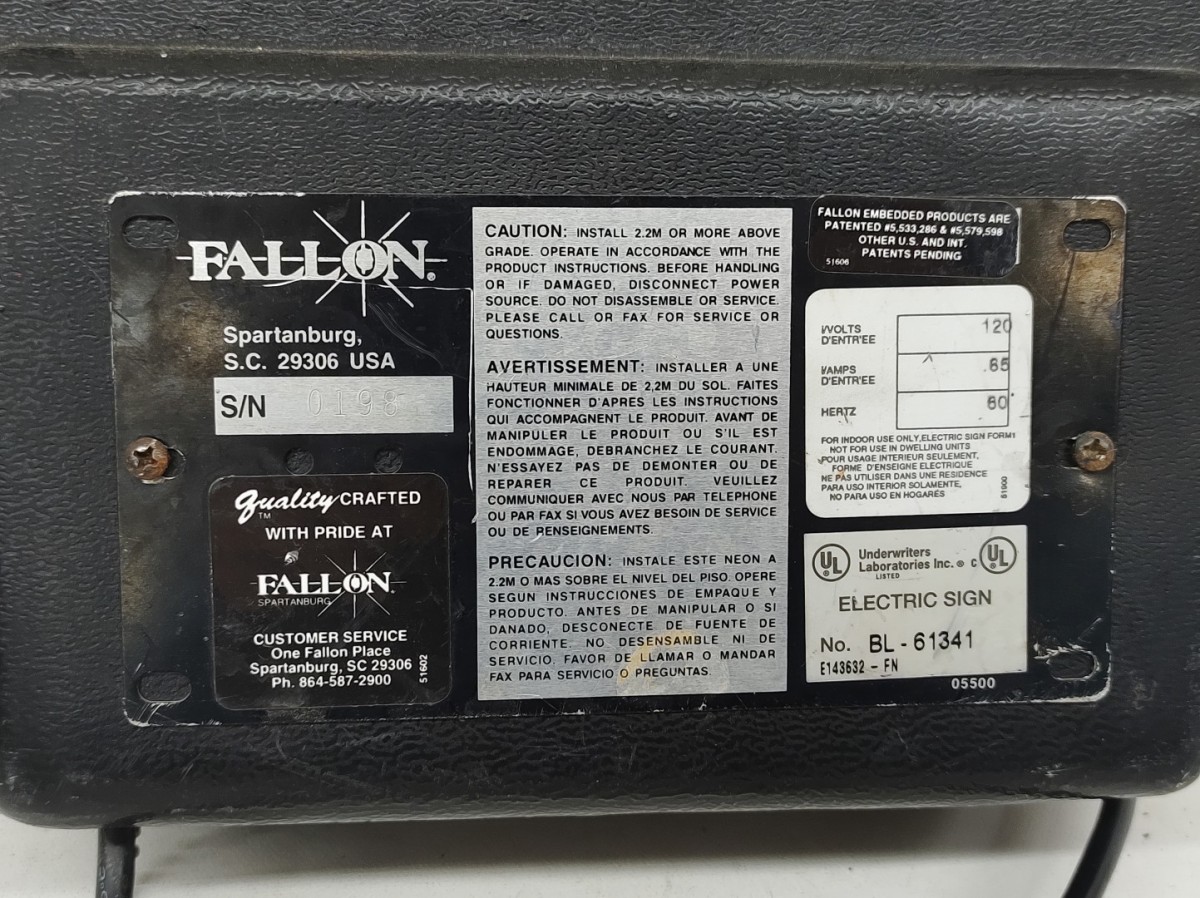 FALLON®
Spartanburg,
S.C. 29306 USA
S/N 0198
Quality CRAFTED
TM
WITH PRIDE AT
FALLON
SPARTANBURG
CUSTOMER SERVICE
One Fallon Place
Spartanburg, SC 29306
Ph. 864-587-2900
51602
CAUTION: INSTALL 2.2M OR MORE ABOVE
GRADE. OPERATE IN ACCORDANCE WITH THE
PRODUCT INSTRUCTIONS. BEFORE HANDLING
OR IF DAMAGED, DISCONNECT POWER
SOURCE. DO NOT DISASSEMBLE OR SERVICE.
PLEASE CALL OR FAX FOR SERVICE OR
QUESTIONS.
AVERTISSEMENT: INSTALLER A UNE
HAUTEUR MINIMALE DE 2,2M DU SOL. FAITES
FONCTIONNER D'APRES LES INSTRUCTIONS
QUI ACCOMPAGNENT LE PRODUIT. AVANT DE
MANIPULER LE PRODUIT OU S'IL EST
ENDOMMAGE, DEBRANCHEZ LE COURANT.
N'ESSAYEZ PAS DE DEMONTER OU DE
REPARER CE PRODUIT. VEUILLEZ
COMMUNIQUER AVEC NOUS PAR TELEPHONE
OU PAR FAX SI VOUS AVEZ BESOIN DE SERVICE
OU DE RENSEIGNEMENTS.
PRECAUCION: INSTALE ESTE NEON A
2.2M O MAS SOBRE EL NIVEL DEL PISO. OPERE
SEGUN INSTRUCCIONES DE EMPAQUE Y
PRODUCTO. ANTES DE MANIPULAR O SI
DANADO, DESCONECTE DE FUENTE DE
CORRIENTE. NO DESENSAMBLE NI DE
SERVICIO. FAVOR DE LLAMAR O MANDAR
FAX PARA SERVICIO O PREGUNTAS.
FALLON EMBEDDED PRODUCTS ARE
PATENTED #5,533,286 & #5,579,598
OTHER U.S. AND INT.
PATENTS PENDING
51606
VOLTS
D'ENTR'EE 120
AMPS
D'ENTR'EE .65
HERTZ 60
FOR INDOOR USE ONLY, ELECTRIC SIGN FORM1
NOT FOR USE IN DWELLING UNITS
POUR USAGE INTERIEUR SEULEMENT,
FORME D'ENSEIGNE ELECTRIQUE
NE PAS UTILISER DANS UNE RESIDENCE
PARA USO INTERIOR SOLAMENTE,
NO PARA USO EN HOGARES
51900
UL Underwriters
Laboratories Inc.® C UL
LISTED
ELECTRIC SIGN
No. BL-61341
E143632-FN
05500